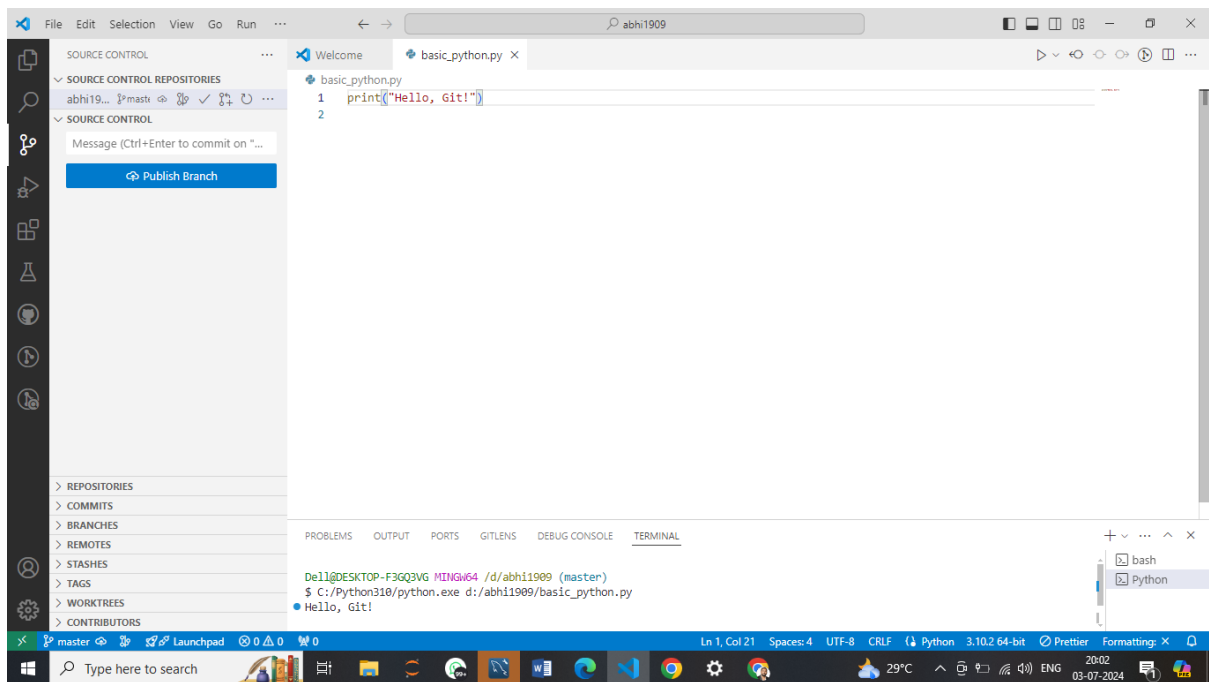 File Edit Selection View Go Run ··· abhi1909
SOURCE CONTROL ···
Welcome basic_python.py
SOURCE CONTROL REPOSITORIES
abhi19... master ···
SOURCE CONTROL
Message (Ctrl+Enter to commit on "...
Publish Branch
basic_python.py
1 print("Hello, Git!")
2
REPOSITORIES
COMMITS
BRANCHES
REMOTES
STASHES
TAGS
WORKTREES
CONTRIBUTORS
PROBLEMS OUTPUT PORTS GITLENS DEBUG CONSOLE TERMINAL
bash
Python
Dell@DESKTOP-F3GQ3VG MINGW64 /d/abhi1909 (master)
$ C:/Python310/python.exe d:/abhi1909/basic_python.py
Hello, Git!
master Launchpad 0 0 0 Ln 1, Col 21 Spaces: 4 UTF-8 CRLF Python 3.10.2 64-bit Prettier Formatting: ×
Type here to search 99+ 29°C ENG 20:02
03-07-2024 1